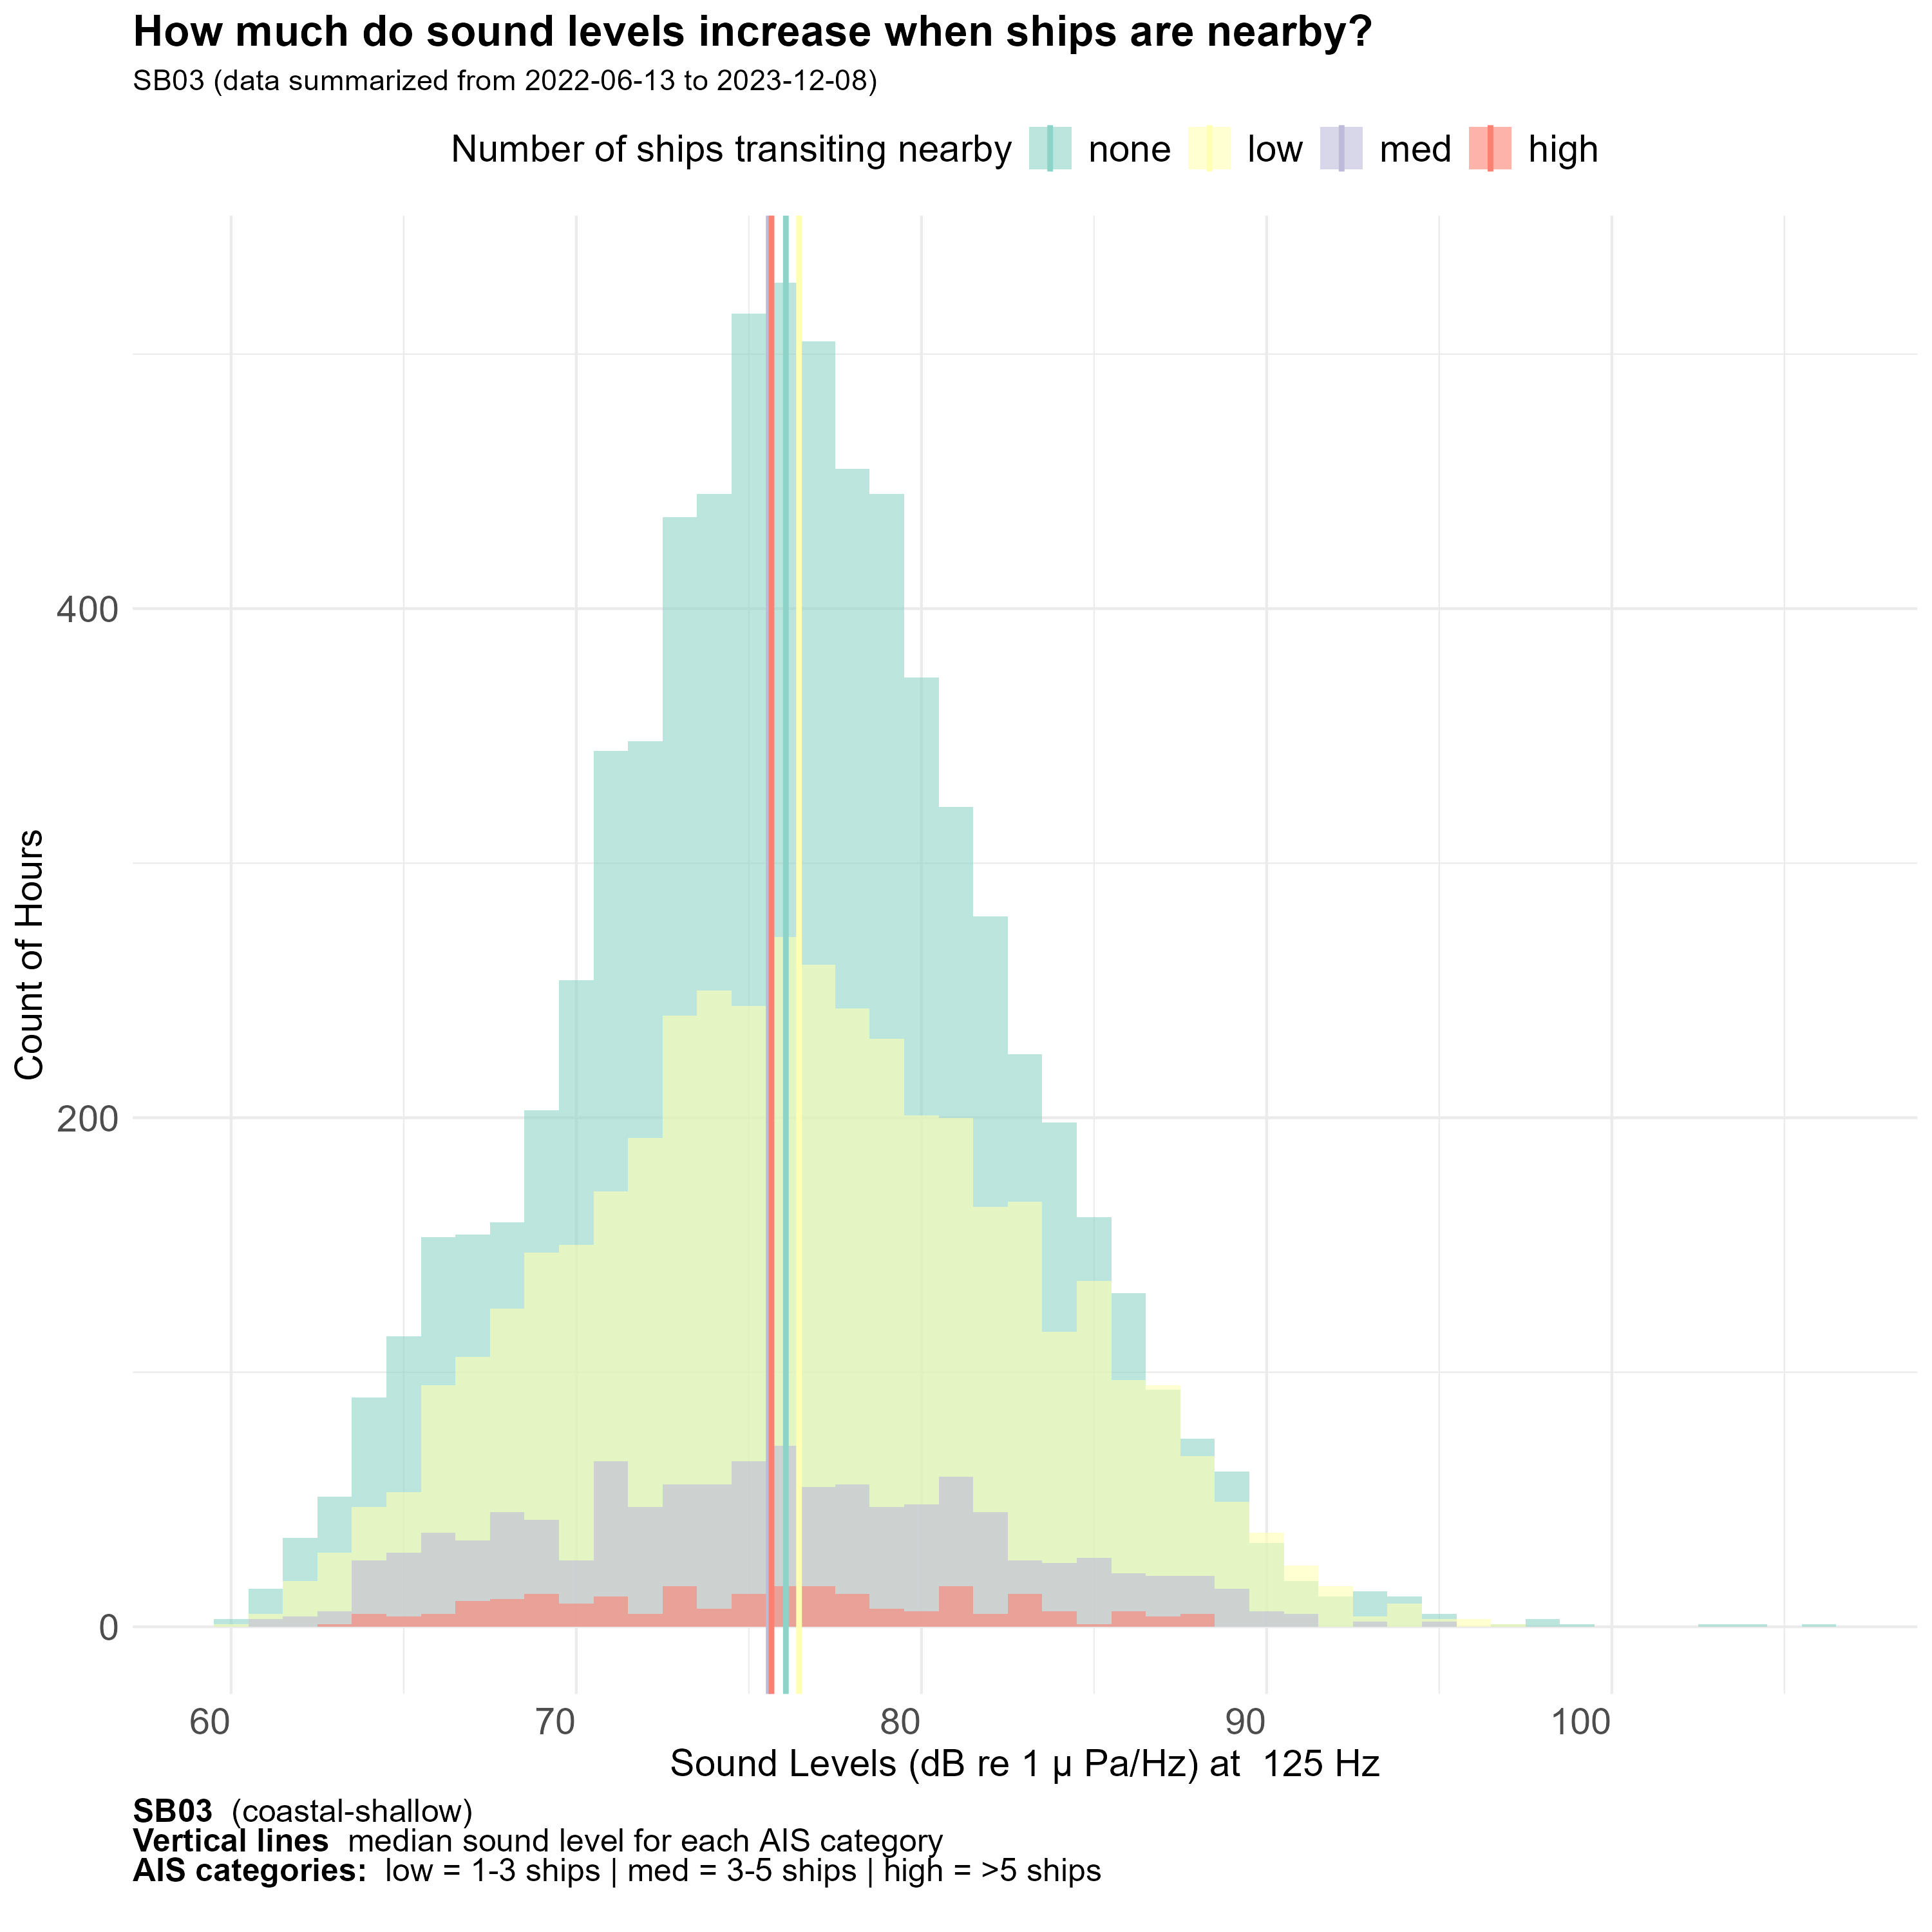 How much do sound levels increase when ships are nearby?
SB03 (data summarized from 2022-06-13 to 2023-12-08)
Number of ships transiting nearby none low med high
Count of Hours
400
200
0
60 70 80 90 100
Sound Levels (dB re 1 μ Pa/Hz) at 125 Hz
SB03 (coastal-shallow)
Vertical lines median sound level for each AIS category
AIS categories: low = 1-3 ships | med = 3-5 ships | high = >5 ships